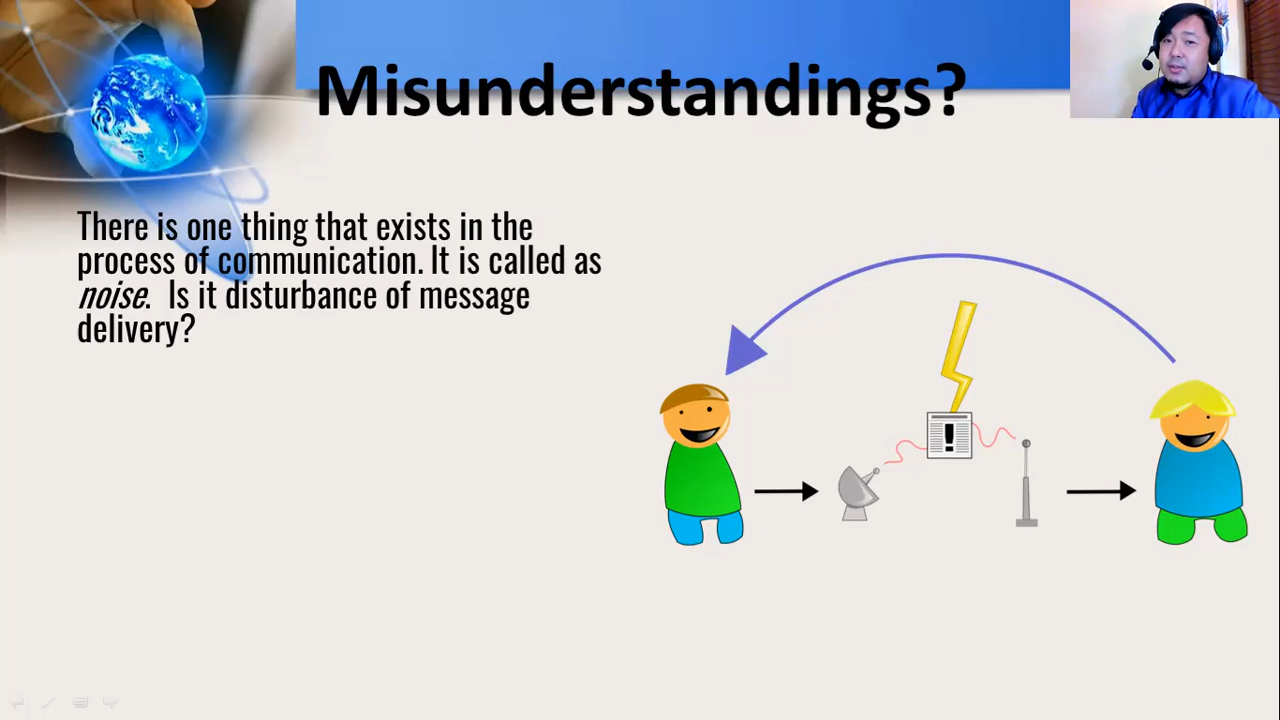 Misunderstandings?
There is one thing that exists in the
process of communication. It is called as
noise.  Is it disturbance of message
delivery?
!